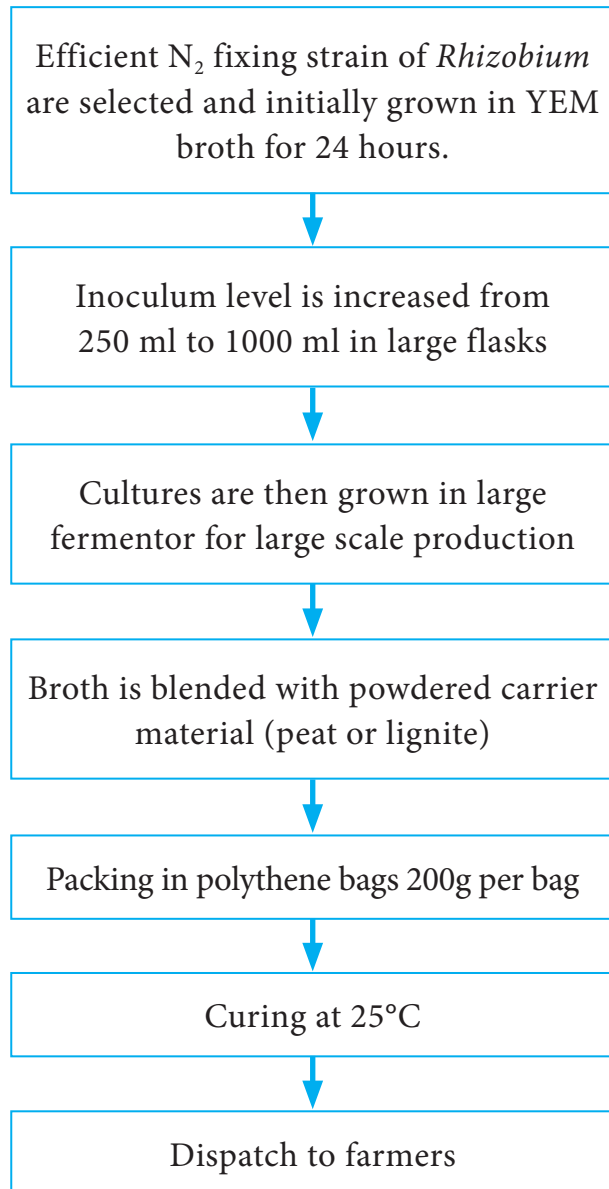 Efficient N₂ fixing strain of Rhizobium
are selected and initially grown in YEM
broth for 24 hours.
Inoculum level is increased from
250 ml to 1000 ml in large flasks
Cultures are then grown in large
fermentor for large scale production
Broth is blended with powdered carrier
material (peat or lignite)
Packing in polythene bags 200g per bag
Curing at 25°C
Dispatch to farmers